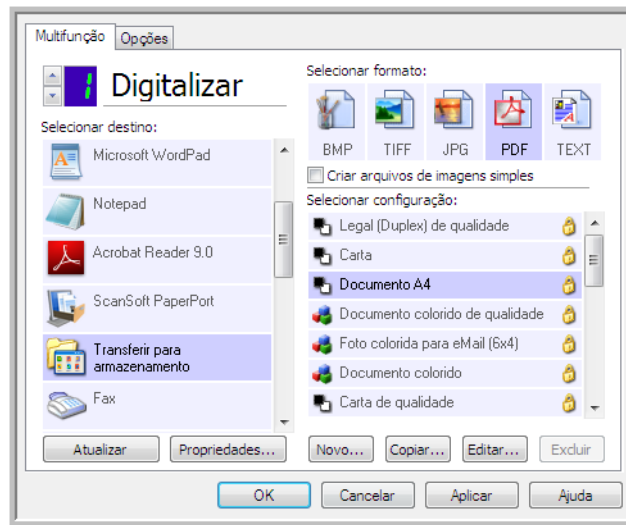 Multifunção
Opções
1
Digitalizar
Selecionar destino:
Microsoft WordPad
Notepad
Acrobat Reader 9.0
ScanSoft PaperPort
Transferir para
armazenamento
Fax
Atualizar
Propriedades...
Selecionar formato:
BMP
TIFF
JPG
PDF
TEXT
Criar arquivos de imagens simples
Selecionar configuração:
Legal (Duplex) de qualidade
Carta
Documento A4
Documento colorido de qualidade
Foto colorida para eMail (6x4)
Documento colorido
Carta de qualidade
Novo...
Copiar...
Editar...
Excluir
OK
Cancelar
Aplicar
Ajuda